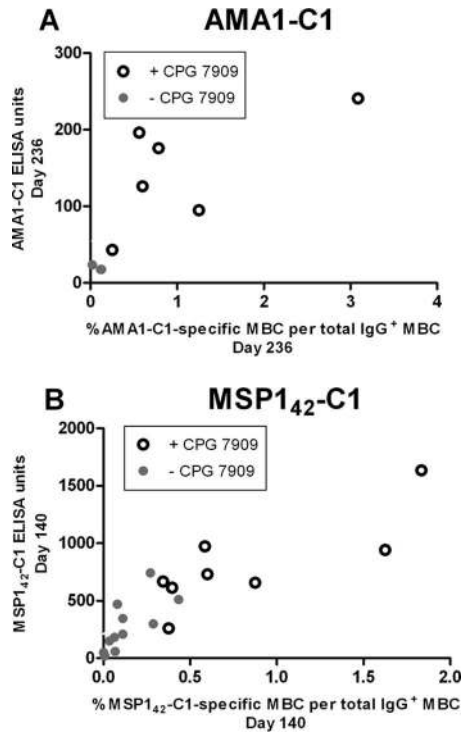 A AMA1-C1
AMA1-C1 ELISA units
Day 236
300
200
100
0
+ CPG 7909
- CPG 7909
0 1 2 3 4
%AMA1-C1-specific MBC per total IgG⁺ MBC
Day 236
B MSP1₄₂-C1
MSP1₄₂-C1 ELISA units
Day 140
2000
1500
1000
500
0
+ CPG 7909
- CPG 7909
0.0 0.5 1.0 1.5 2.0
%MSP1₄₂-C1-specific MBC per total IgG⁺ MBC
Day 140